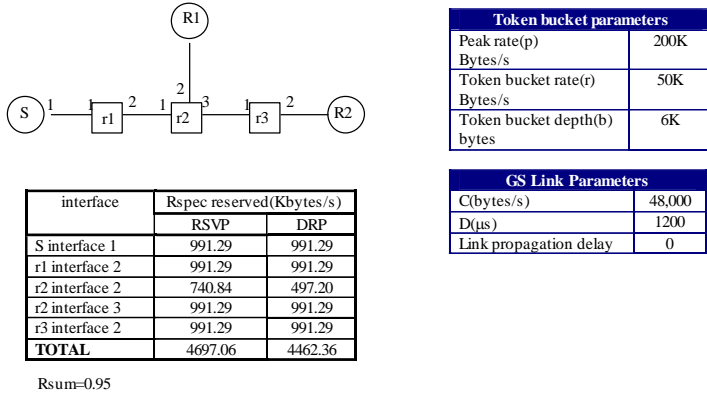 R1
2
S
1
1
r1
2
1
r2
3
1
r3
2
R2
Token bucket parameters
Peak rate(p) 200K
Bytes/s
Token bucket rate(r) 50K
Bytes/s
Token bucket depth(b) 6K
bytes
GS Link Parameters
C(bytes/s) 48,000
D(μs) 1200
Link propagation delay 0
interface Rspec reserved(Kbytes/s)
RSVP DRP
S interface 1 991.29 991.29
r1 interface 2 991.29 991.29
r2 interface 2 740.84 497.20
r2 interface 3 991.29 991.29
r3 interface 2 991.29 991.29
TOTAL 4697.06 4462.36
Rsum=0.95